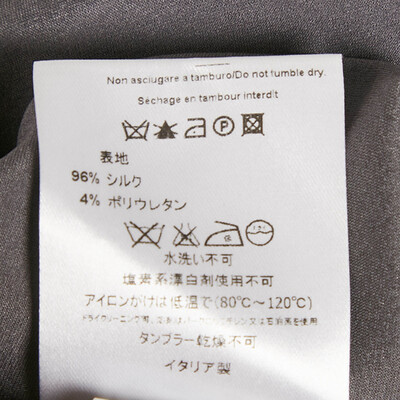 Non asciugare a tamburo/Do not tumble dry.
Séchage en tambour interdit
P
表地
96% シルク
4% ポリウレタン
水洗い不可
塩素系漂白剤使用不可
アイロンがけは低温で(80℃～120℃)
タンブラー乾燥不可
イタリア製